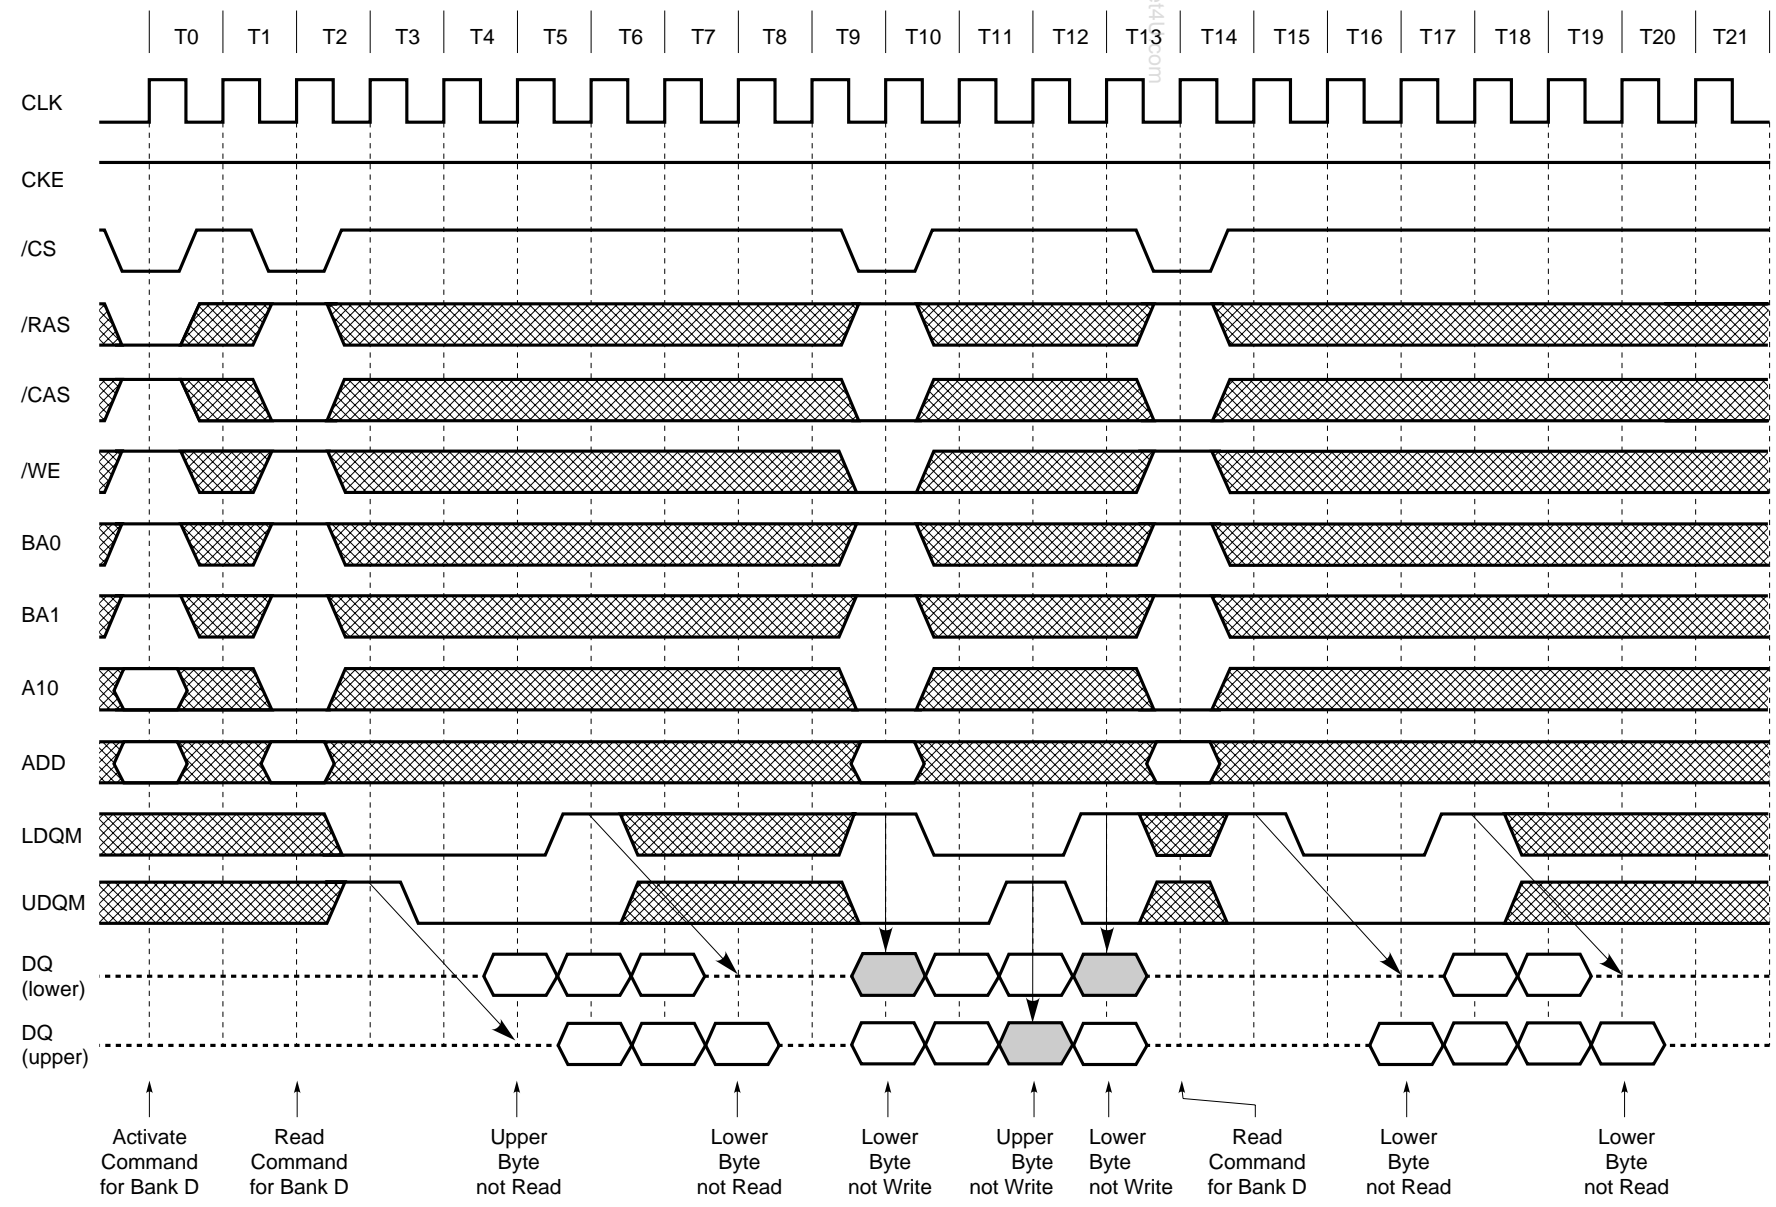 T0 T1 T2 T3 T4 T5 T6 T7 T8 T9 T10 T11 T12 T13 T14 T15 T16 T17 T18 T19 T20 T21
CLK
CKE
/CS
/RAS
/CAS
/WE
BA0
BA1
A10
ADD
LDQM
UDQM
DQ
(lower)
DQ
(upper)
Activate
Command
for Bank D
Read
Command
for Bank D
Upper
Byte
not Read
Lower
Byte
not Read
Lower
Byte
not Write
Upper
Byte
not Write
Lower
Byte
not Write
Read
Command
for Bank D
Lower
Byte
not Read
Lower
Byte
not Read